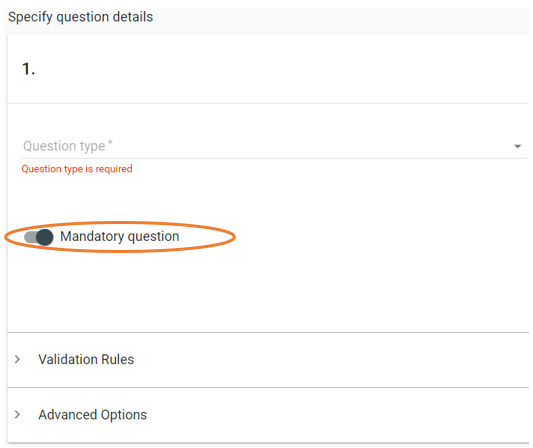 Specify question details
1.
Question type *
Question type is required
Mandatory question
Validation Rules
Advanced Options